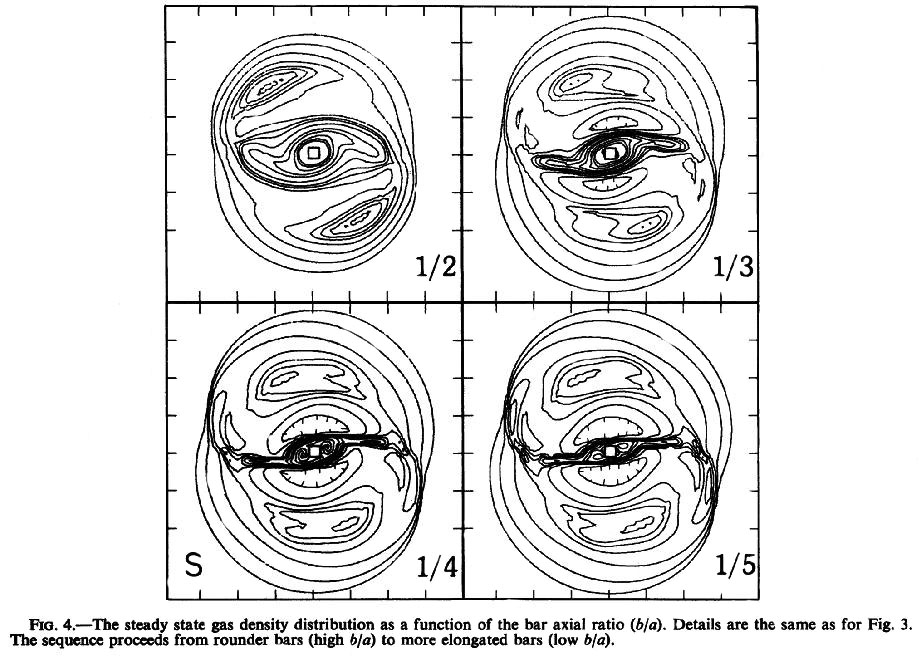 1/2
1/3
S
1/4
1/5
FIG. 4.—The steady state gas density distribution as a function of the bar axial ratio (b/a). Details are the same as for Fig. 3.
The sequence proceeds from rounder bars (high b/a) to more elongated bars (low b/a).